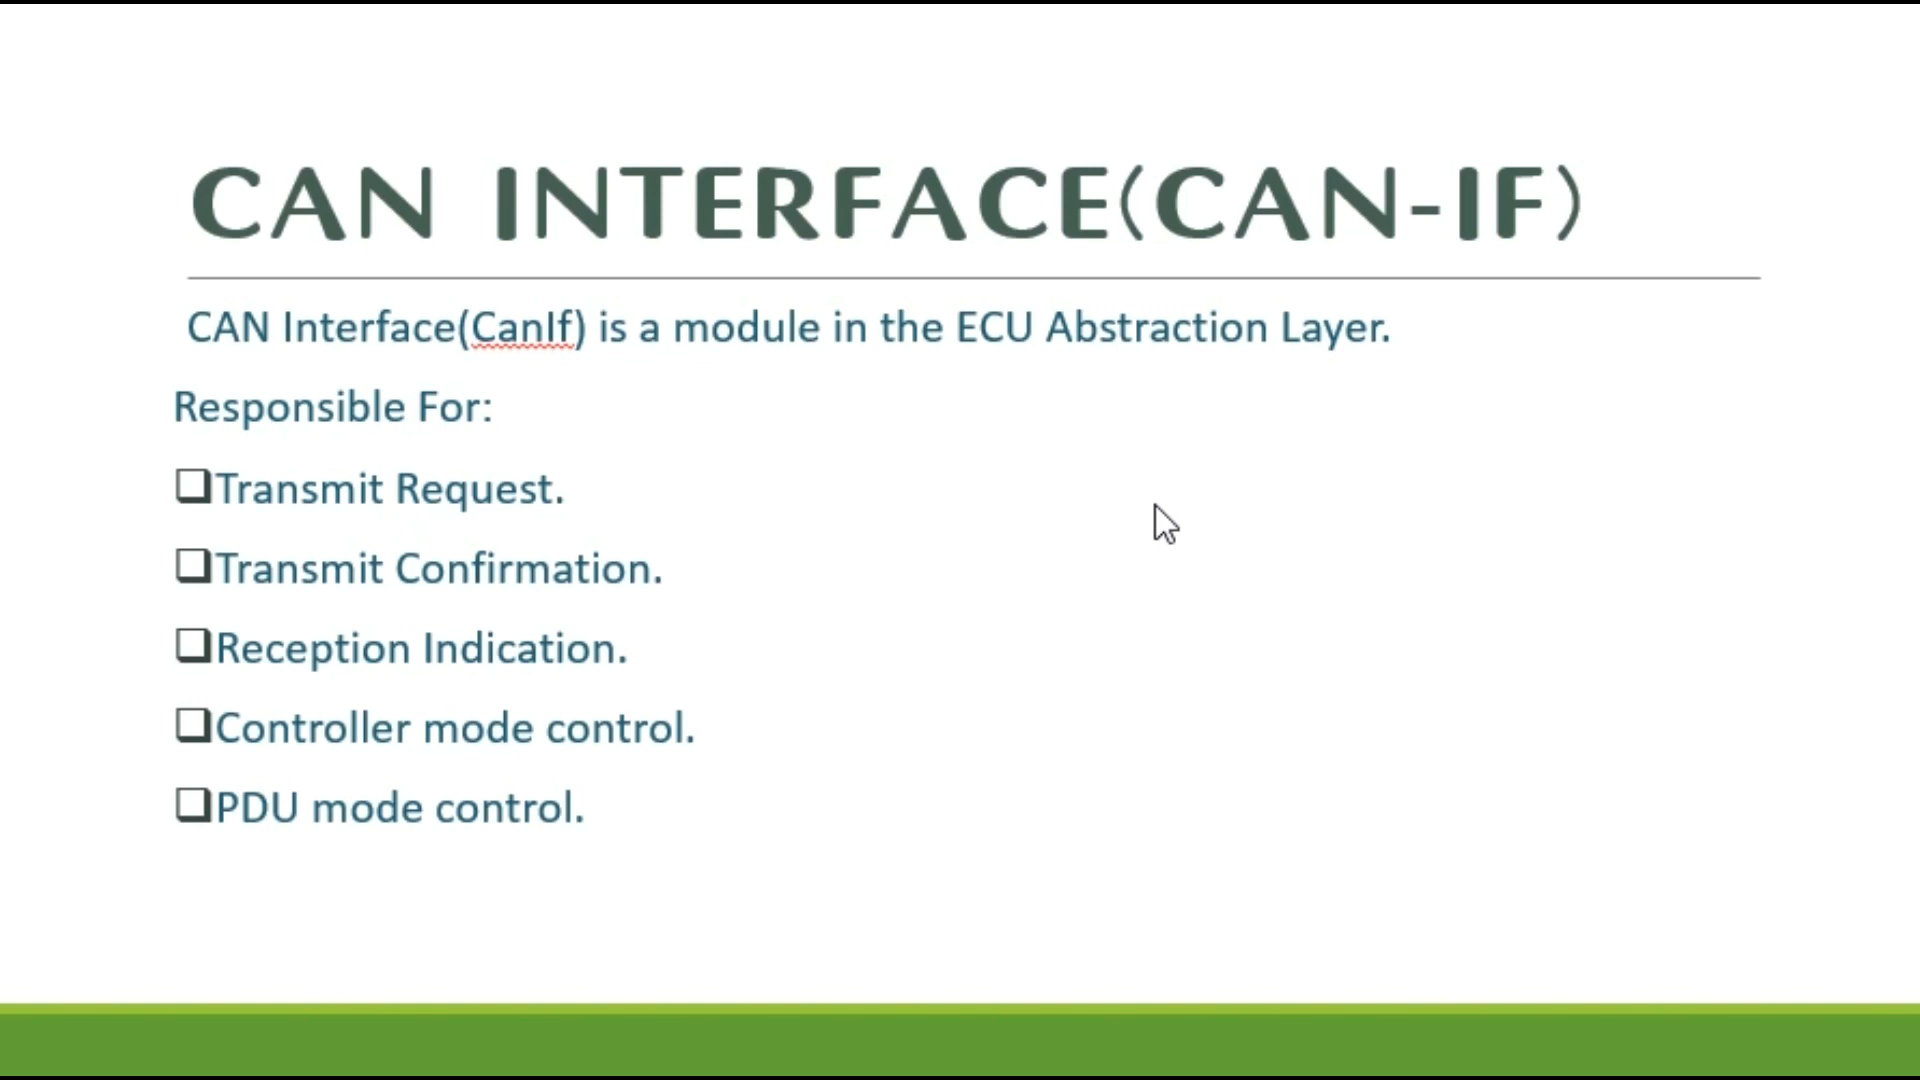 CAN INTERFACE(CAN-IF)
CAN Interface(CanIf) is a module in the ECU Abstraction Layer.
Responsible For:
❑Transmit Request.
❑Transmit Confirmation.
❑Reception Indication.
❑Controller mode control.
❑PDU mode control.